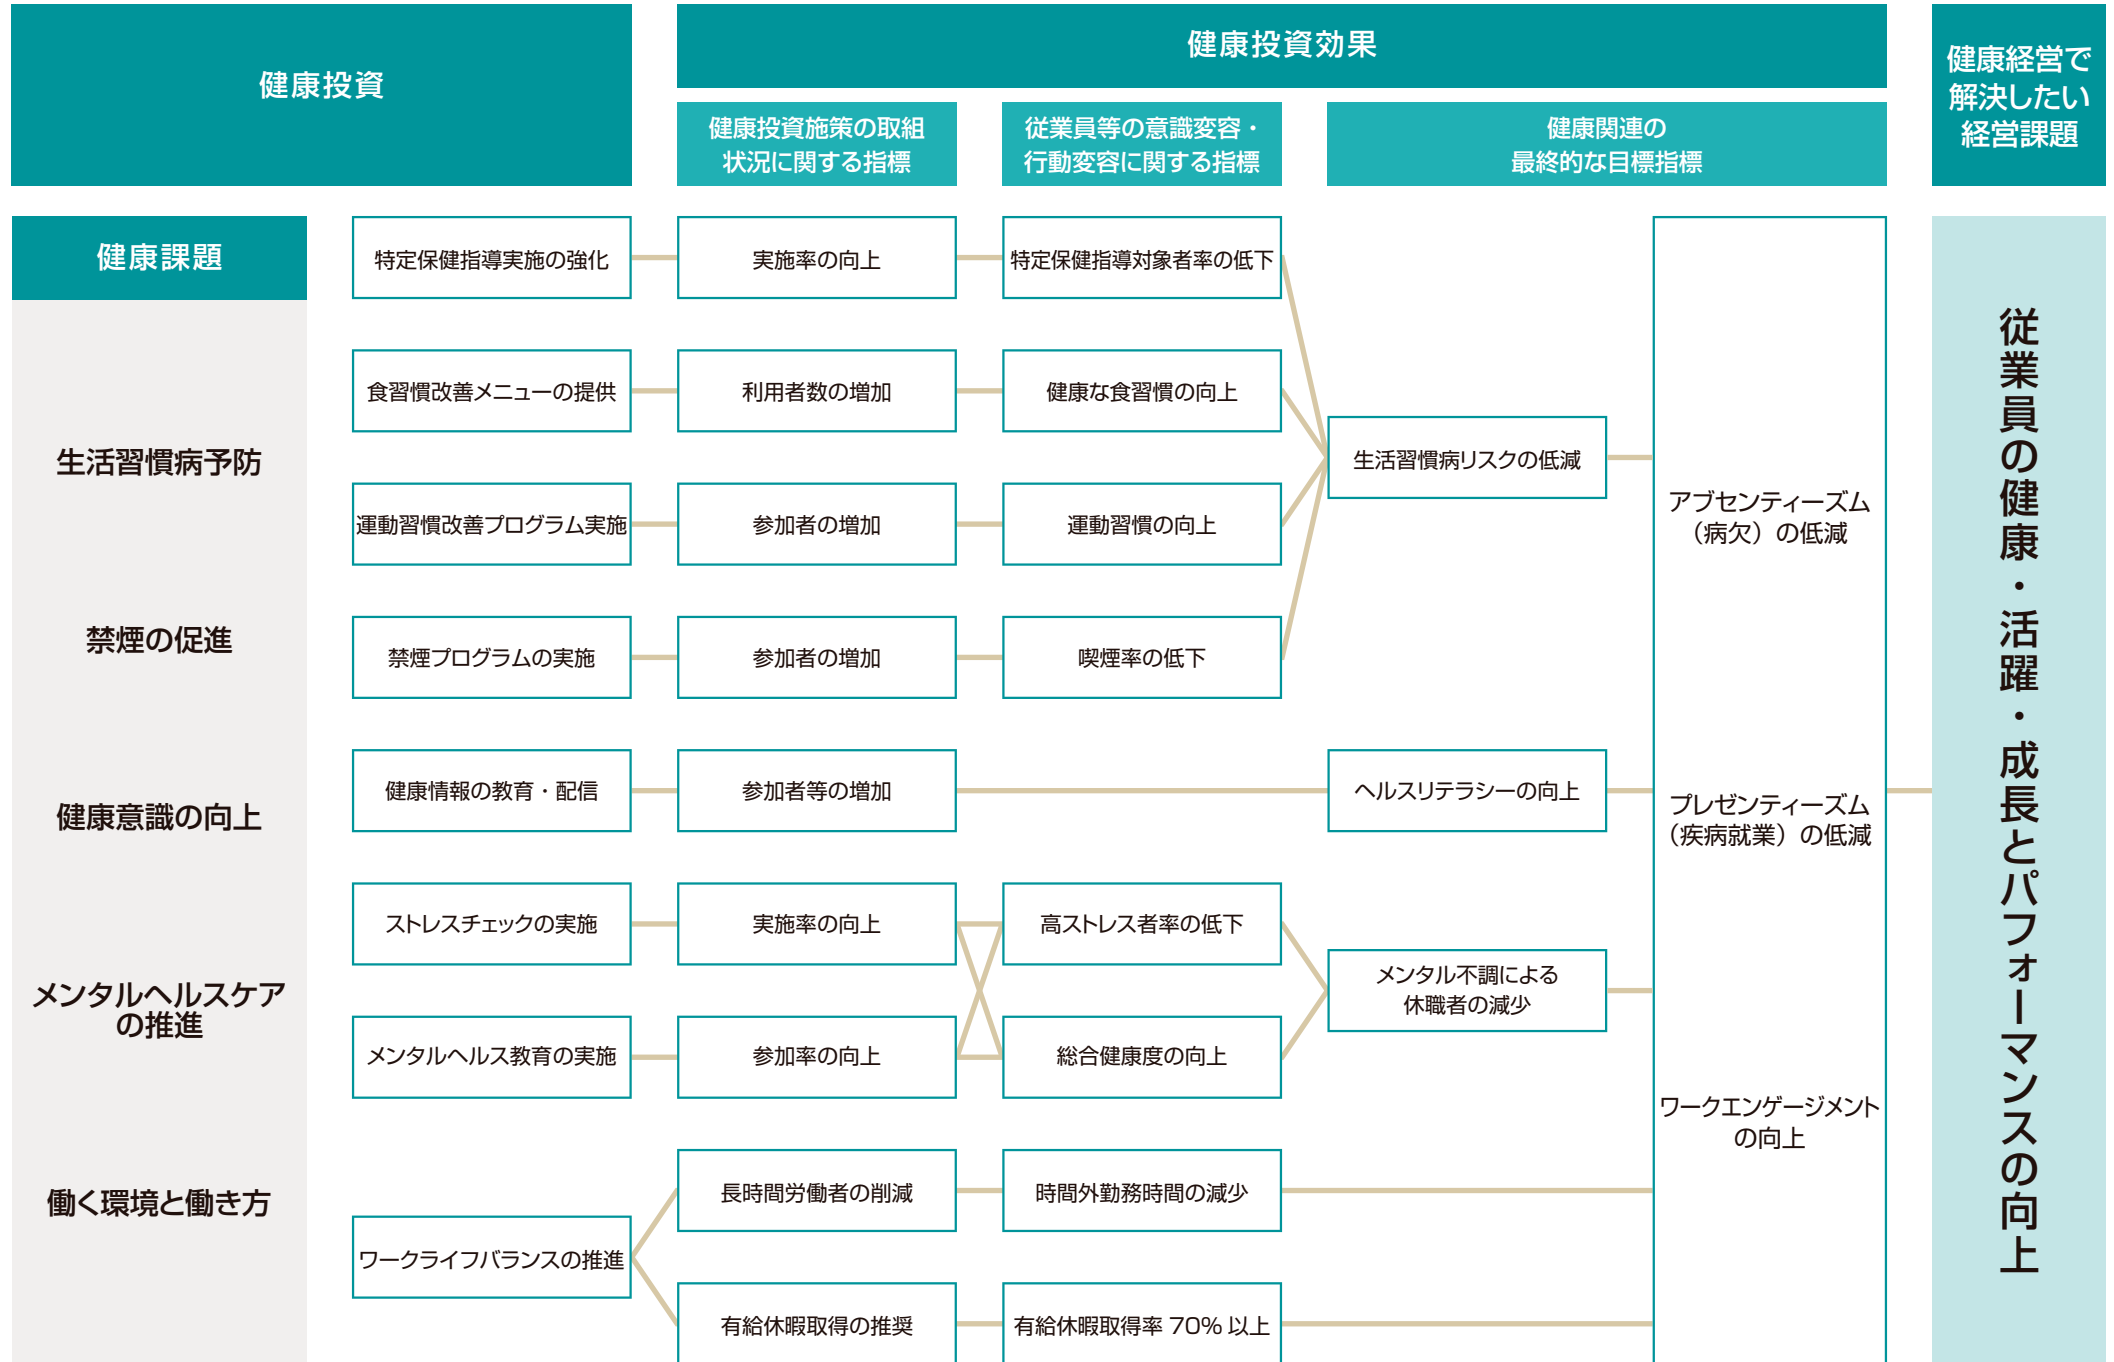 健康投資
健康投資効果
健康経営で
解決したい
経営課題
健康投資施策の取組
状況に関する指標
従業員等の意識変容・
行動変容に関する指標
健康関連の
最終的な目標指標
健康課題
生活習慣病予防
禁煙の促進
健康意識の向上
メンタルヘルスケア
の推進
働く環境と働き方
特定保健指導実施の強化
実施率の向上
特定保健指導対象者率の低下
食習慣改善メニューの提供
利用者数の増加
健康な食習慣の向上
運動習慣改善プログラム実施
参加者の増加
運動習慣の向上
禁煙プログラムの実施
参加者の増加
喫煙率の低下
生活習慣病リスクの低減
健康情報の教育・配信
参加者等の増加
ヘルスリテラシーの向上
ストレスチェックの実施
実施率の向上
高ストレス者率の低下
メンタルヘルス教育の実施
参加率の向上
総合健康度の向上
メンタル不調による
休職者の減少
ワークライフバランスの推進
長時間労働者の削減
時間外勤務時間の減少
有給休暇取得の推奨
有給休暇取得率 70% 以上
アブセンティーズム
（病欠）の低減
プレゼンティーズム
（疾病就業）の低減
ワークエンゲージメント
の向上
従業員の健康・活躍・成長とパフォーマンスの向上